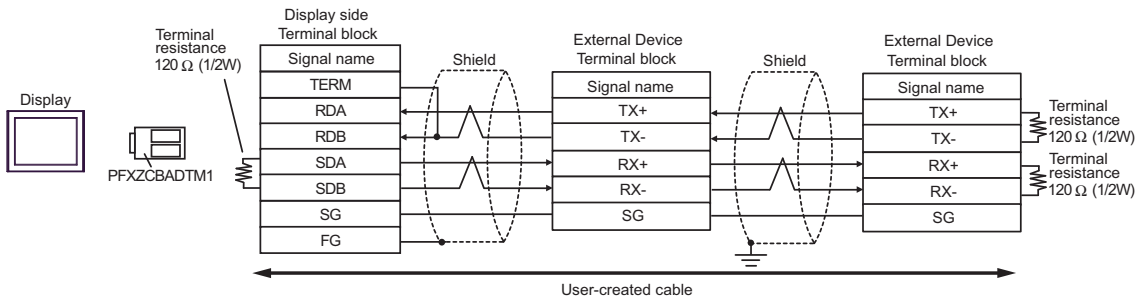 Display
PFXZCBADTM1
Terminal
resistance
120 Ω (1/2W)
Display side
Terminal block
Signal name
TERM
RDA
RDB
SDA
SDB
SG
FG
Shield
External Device
Terminal block
Signal name
TX+
TX-
RX+
RX-
SG
Shield
External Device
Terminal block
Signal name
TX+
TX-
RX+
RX-
SG
Terminal
resistance
120 Ω (1/2W)
Terminal
resistance
120 Ω (1/2W)
User-created cable